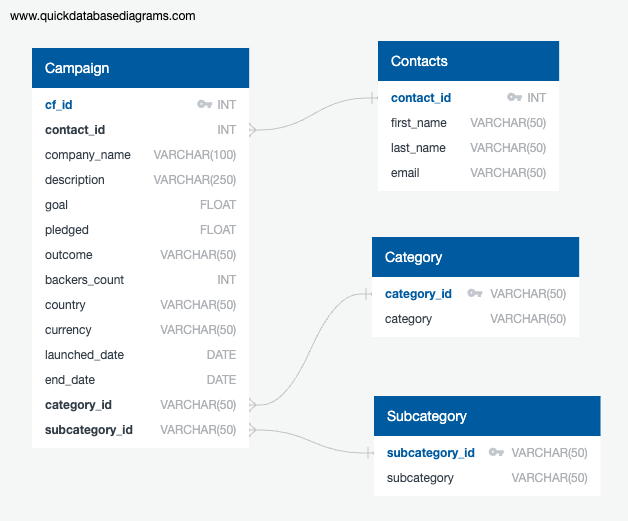 www.quickdatabasediagrams.com
Campaign
cf_id INT
contact_id INT
company_name VARCHAR(100)
description VARCHAR(250)
goal FLOAT
pledged FLOAT
outcome VARCHAR(50)
backers_count INT
country VARCHAR(50)
currency VARCHAR(50)
launched_date DATE
end_date DATE
category_id VARCHAR(50)
subcategory_id VARCHAR(50)
Contacts
contact_id INT
first_name VARCHAR(50)
last_name VARCHAR(50)
email VARCHAR(50)
Category
category_id VARCHAR(50)
category VARCHAR(50)
Subcategory
subcategory_id VARCHAR(50)
subcategory VARCHAR(50)